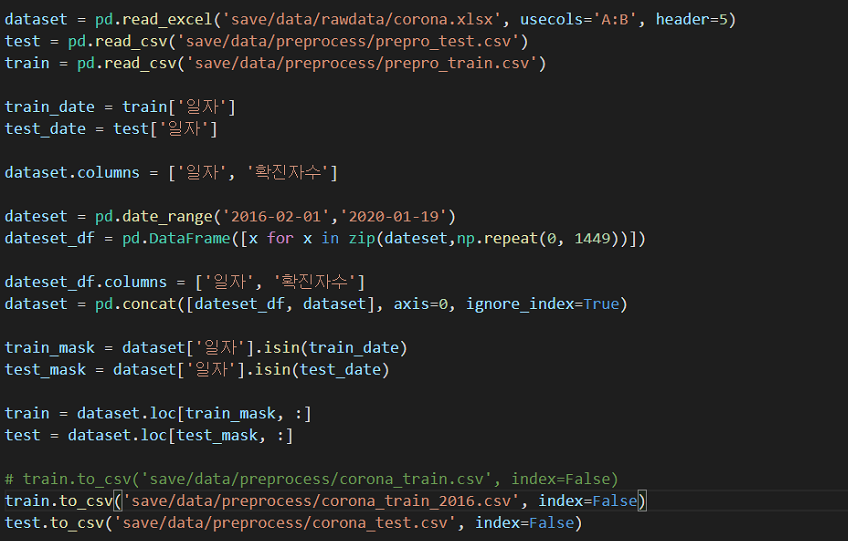 dataset = pd.read_excel('save/data/rawdata/corona.xlsx', usecols='A:B', header=5)
test = pd.read_csv('save/data/preprocess/prepro_test.csv')
train = pd.read_csv('save/data/preprocess/prepro_train.csv')
train_date = train['일자']
test_date = test['일자']
dataset.columns = ['일자', '확진자수']
dateset = pd.date_range('2016-02-01','2020-01-19')
dateset_df = pd.DataFrame([x for x in zip(dateset,np.repeat(0, 1449))])
dateset_df.columns = ['일자', '확진자수']
dataset = pd.concat([dateset_df, dataset], axis=0, ignore_index=True)
train_mask = dataset['일자'].isin(train_date)
test_mask = dataset['일자'].isin(test_date)
train = dataset.loc[train_mask, :]
test = dataset.loc[test_mask, :]
# train.to_csv('save/data/preprocess/corona_train.csv', index=False)
train.to_csv('save/data/preprocess/corona_train_2016.csv', index=False)
test.to_csv('save/data/preprocess/corona_test.csv', index=False)